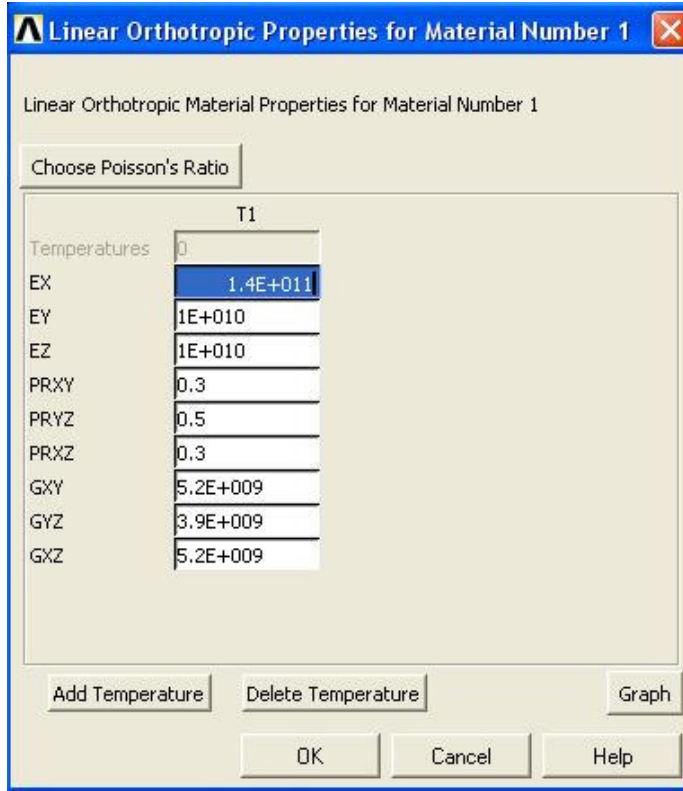 Linear Orthotropic Properties for Material Number 1
Linear Orthotropic Material Properties for Material Number 1
Choose Poisson's Ratio
T1
Temperatures 0
EX 1.4E+011
EY 1E+010
EZ 1E+010
PRXY 0.3
PRYZ 0.5
PRXZ 0.3
GXY 5.2E+009
GYZ 3.9E+009
GXZ 5.2E+009
Add Temperature Delete Temperature Graph
OK Cancel Help